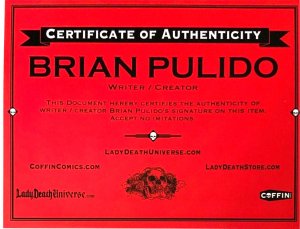 CERTIFICATE OF AUTHENTICITY
BRIAN PULIDO
WRITER / CREATOR
THIS DOCUMENT HEREBY CERTIFIES THE AUTHENTICITY OF
WRITER / CREATOR BRIAN PULIDO'S SIGNATURE ON THIS ITEM.
ACCEPT NO IMITATIONS.
LADYDEATHUNIVERSE.COM
COFFINCOMICS.COM
LADYDEATHSTORE.COM
LadyDeathUniverse.com
COFFIN